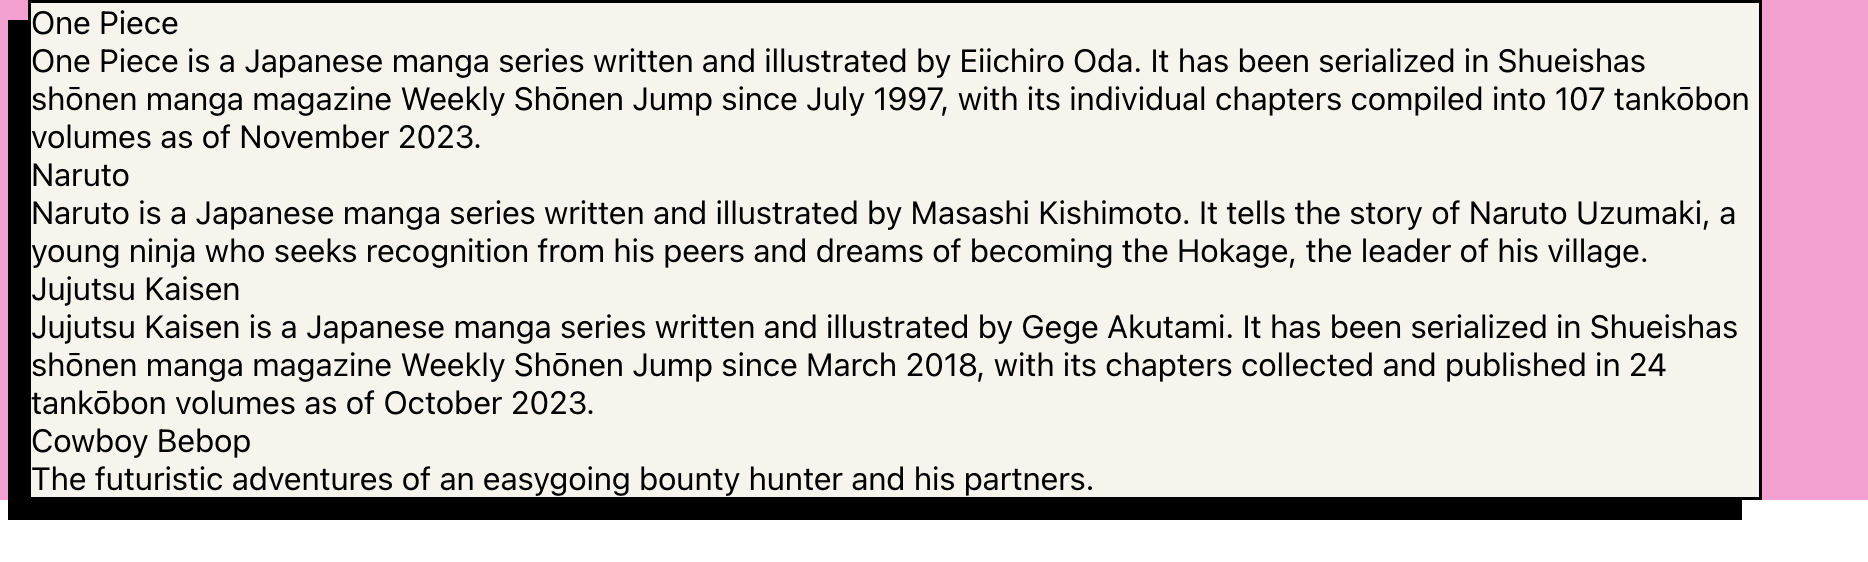 One Piece
One Piece is a Japanese manga series written and illustrated by Eiichiro Oda. It has been serialized in Shueishas
shōnen manga magazine Weekly Shōnen Jump since July 1997, with its individual chapters compiled into 107 tankōbon
volumes as of November 2023.
Naruto
Naruto is a Japanese manga series written and illustrated by Masashi Kishimoto. It tells the story of Naruto Uzumaki, a
young ninja who seeks recognition from his peers and dreams of becoming the Hokage, the leader of his village.
Jujutsu Kaisen
Jujutsu Kaisen is a Japanese manga series written and illustrated by Gege Akutami. It has been serialized in Shueishas
shōnen manga magazine Weekly Shōnen Jump since March 2018, with its chapters collected and published in 24
tankōbon volumes as of October 2023.
Cowboy Bebop
The futuristic adventures of an easygoing bounty hunter and his partners.